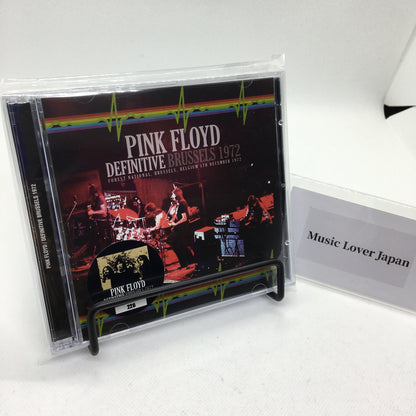 PINK FLOYD
DEFINITIVE BRUSSELS 1972
FOREST NATIONAL, BRUSSELS, BELGIUM 5TH DECEMBER 1972
PINK FLOYD DEFINITIVE BRUSSELS 1972
PINK FLOYD
226
Music Lover Japan